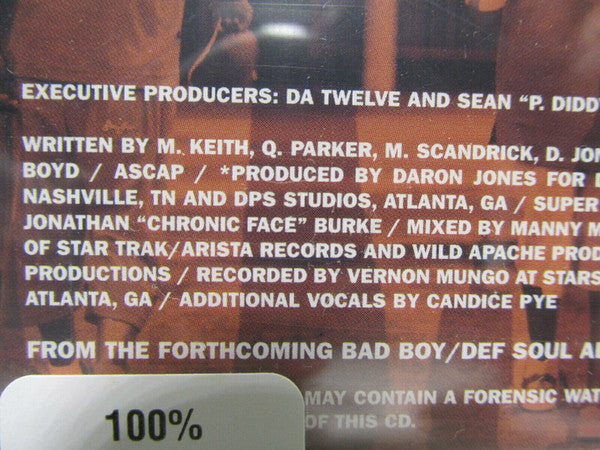 EXECUTIVE PRODUCERS: DA TWELVE AND SEAN "P. DIDDY
WRITTEN BY M. KEITH, Q. PARKER, M. SCANDRICK, D. JON
BOYD / ASCAP / *PRODUCED BY DARON JONES FOR
NASHVILLE, TN AND DPS STUDIOS, ATLANTA, GA / SUPER
JONATHAN "CHRONIC FACE" BURKE / MIXED BY MANNY M
OF STAR TRAK/ARISTA RECORDS AND WILD APACHE PROD
PRODUCTIONS / RECORDED BY VERNON MUNGO AT STARS
ATLANTA, GA / ADDITIONAL VOCALS BY CANDICE PYE
FROM THE FORTHCOMING BAD BOY/DEF SOUL AL
MAY CONTAIN A FORENSIC WAT
OF THIS CD.
100%